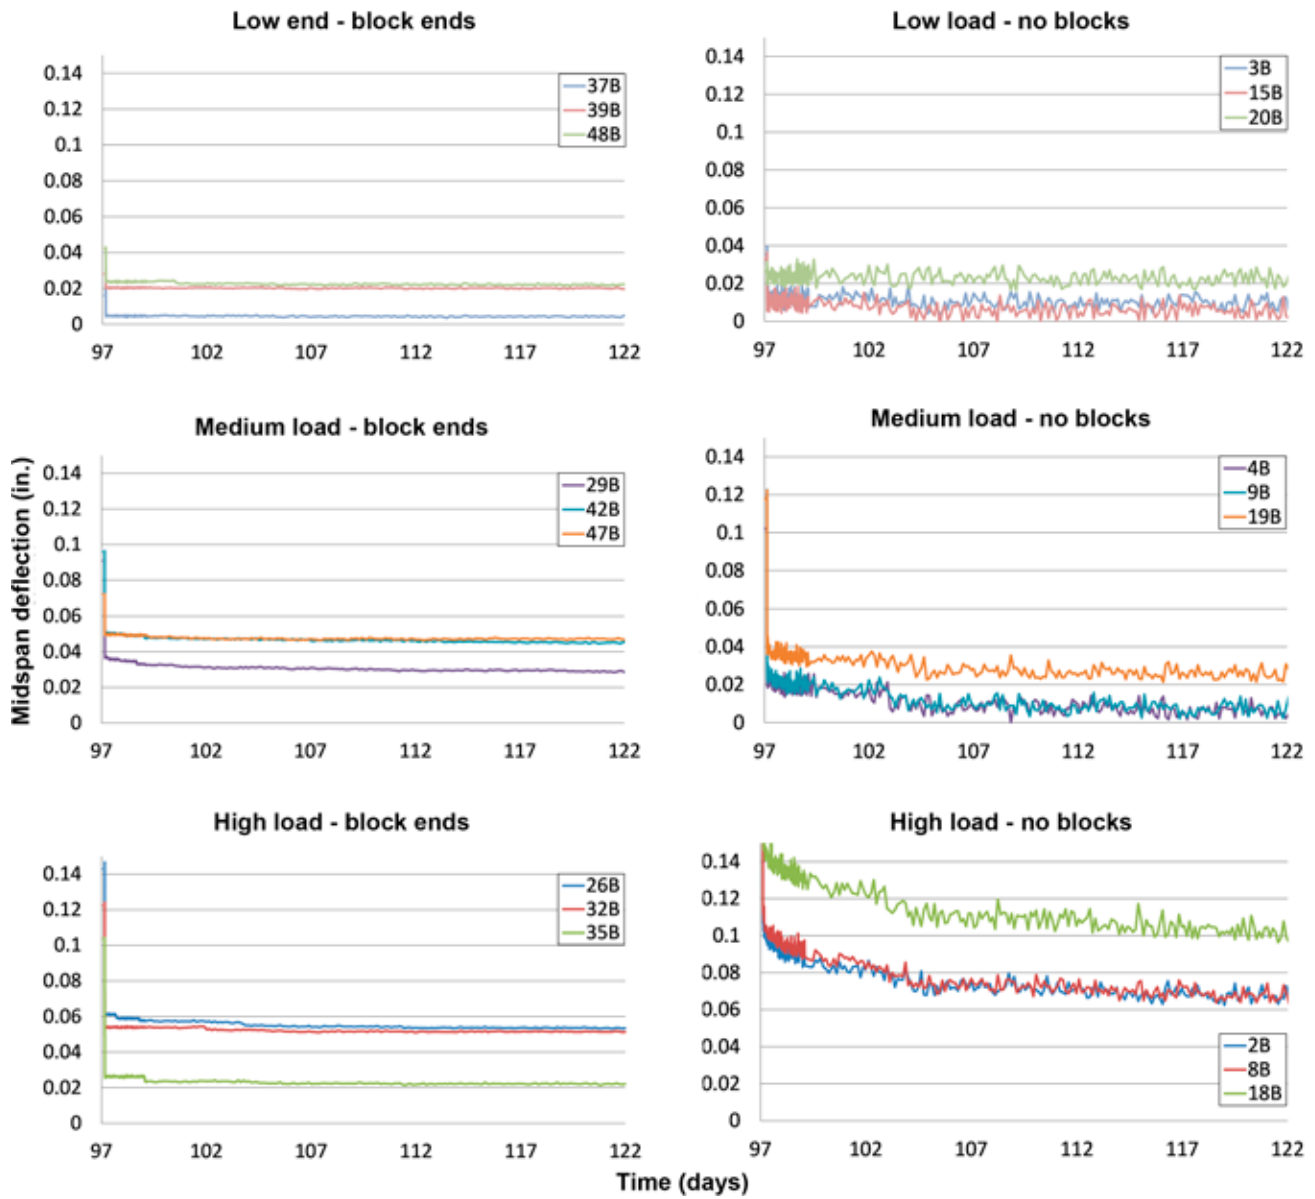 Low end - block ends
0.14
0.12
0.1
0.08
0.06
0.04
0.02
0
97 102 107 112 117 122
37B
39B
48B
Low load - no blocks
0.14
0.12
0.1
0.08
0.06
0.04
0.02
0
97 102 107 112 117 122
3B
15B
20B
Midspan deflection (in.)
Medium load - block ends
0.14
0.12
0.1
0.08
0.06
0.04
0.02
0
97 102 107 112 117 122
29B
42B
47B
Medium load - no blocks
0.14
0.12
0.1
0.08
0.06
0.04
0.02
0
97 102 107 112 117 122
4B
9B
19B
High load - block ends
0.14
0.12
0.1
0.08
0.06
0.04
0.02
0
97 102 107 112 117 122
26B
32B
35B
High load - no blocks
0.14
0.12
0.1
0.08
0.06
0.04
0.02
0
97 102 107 112 117 122
2B
8B
18B
Time (days)